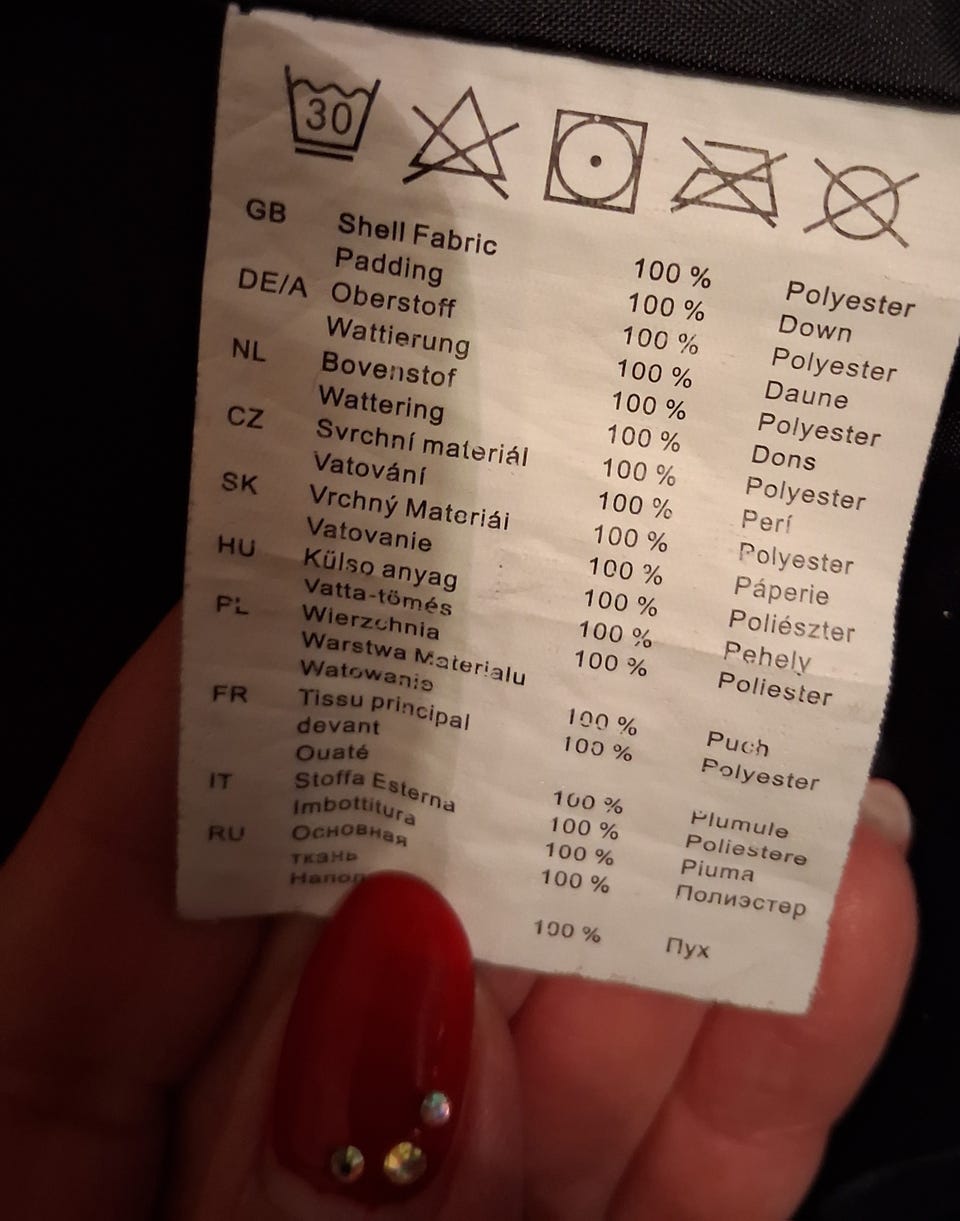 30
GB Shell Fabric 100 % Polyester
Padding 100 % Down
DE/A Oberstoff 100 % Polyester
Wattierung 100 % Daune
NL Bovenstof 100 % Polyester
Wattering 100 % Dons
CZ Svrchní materiál 100 % Polyester
Vatování 100 % Perí
SK Vrchný Materiái 100 % Polyester
Vatovanie 100 % Páperie
HU Külso anyag 100 % Poliészter
Vatta-tömés 100 % Pehely
PL Wierzchnia 100 % Poliester
Warstwa Materialu
Watowanie 100 % Puch
FR Tissu principal 100 % Polyester
devant
Ouaté 100 % Plumule
IT Stoffa Esterna 100 % Poliestere
Imbottitura 100 % Piuma
RU Основная 100 % Полиэстер
ткань
100 % Пух